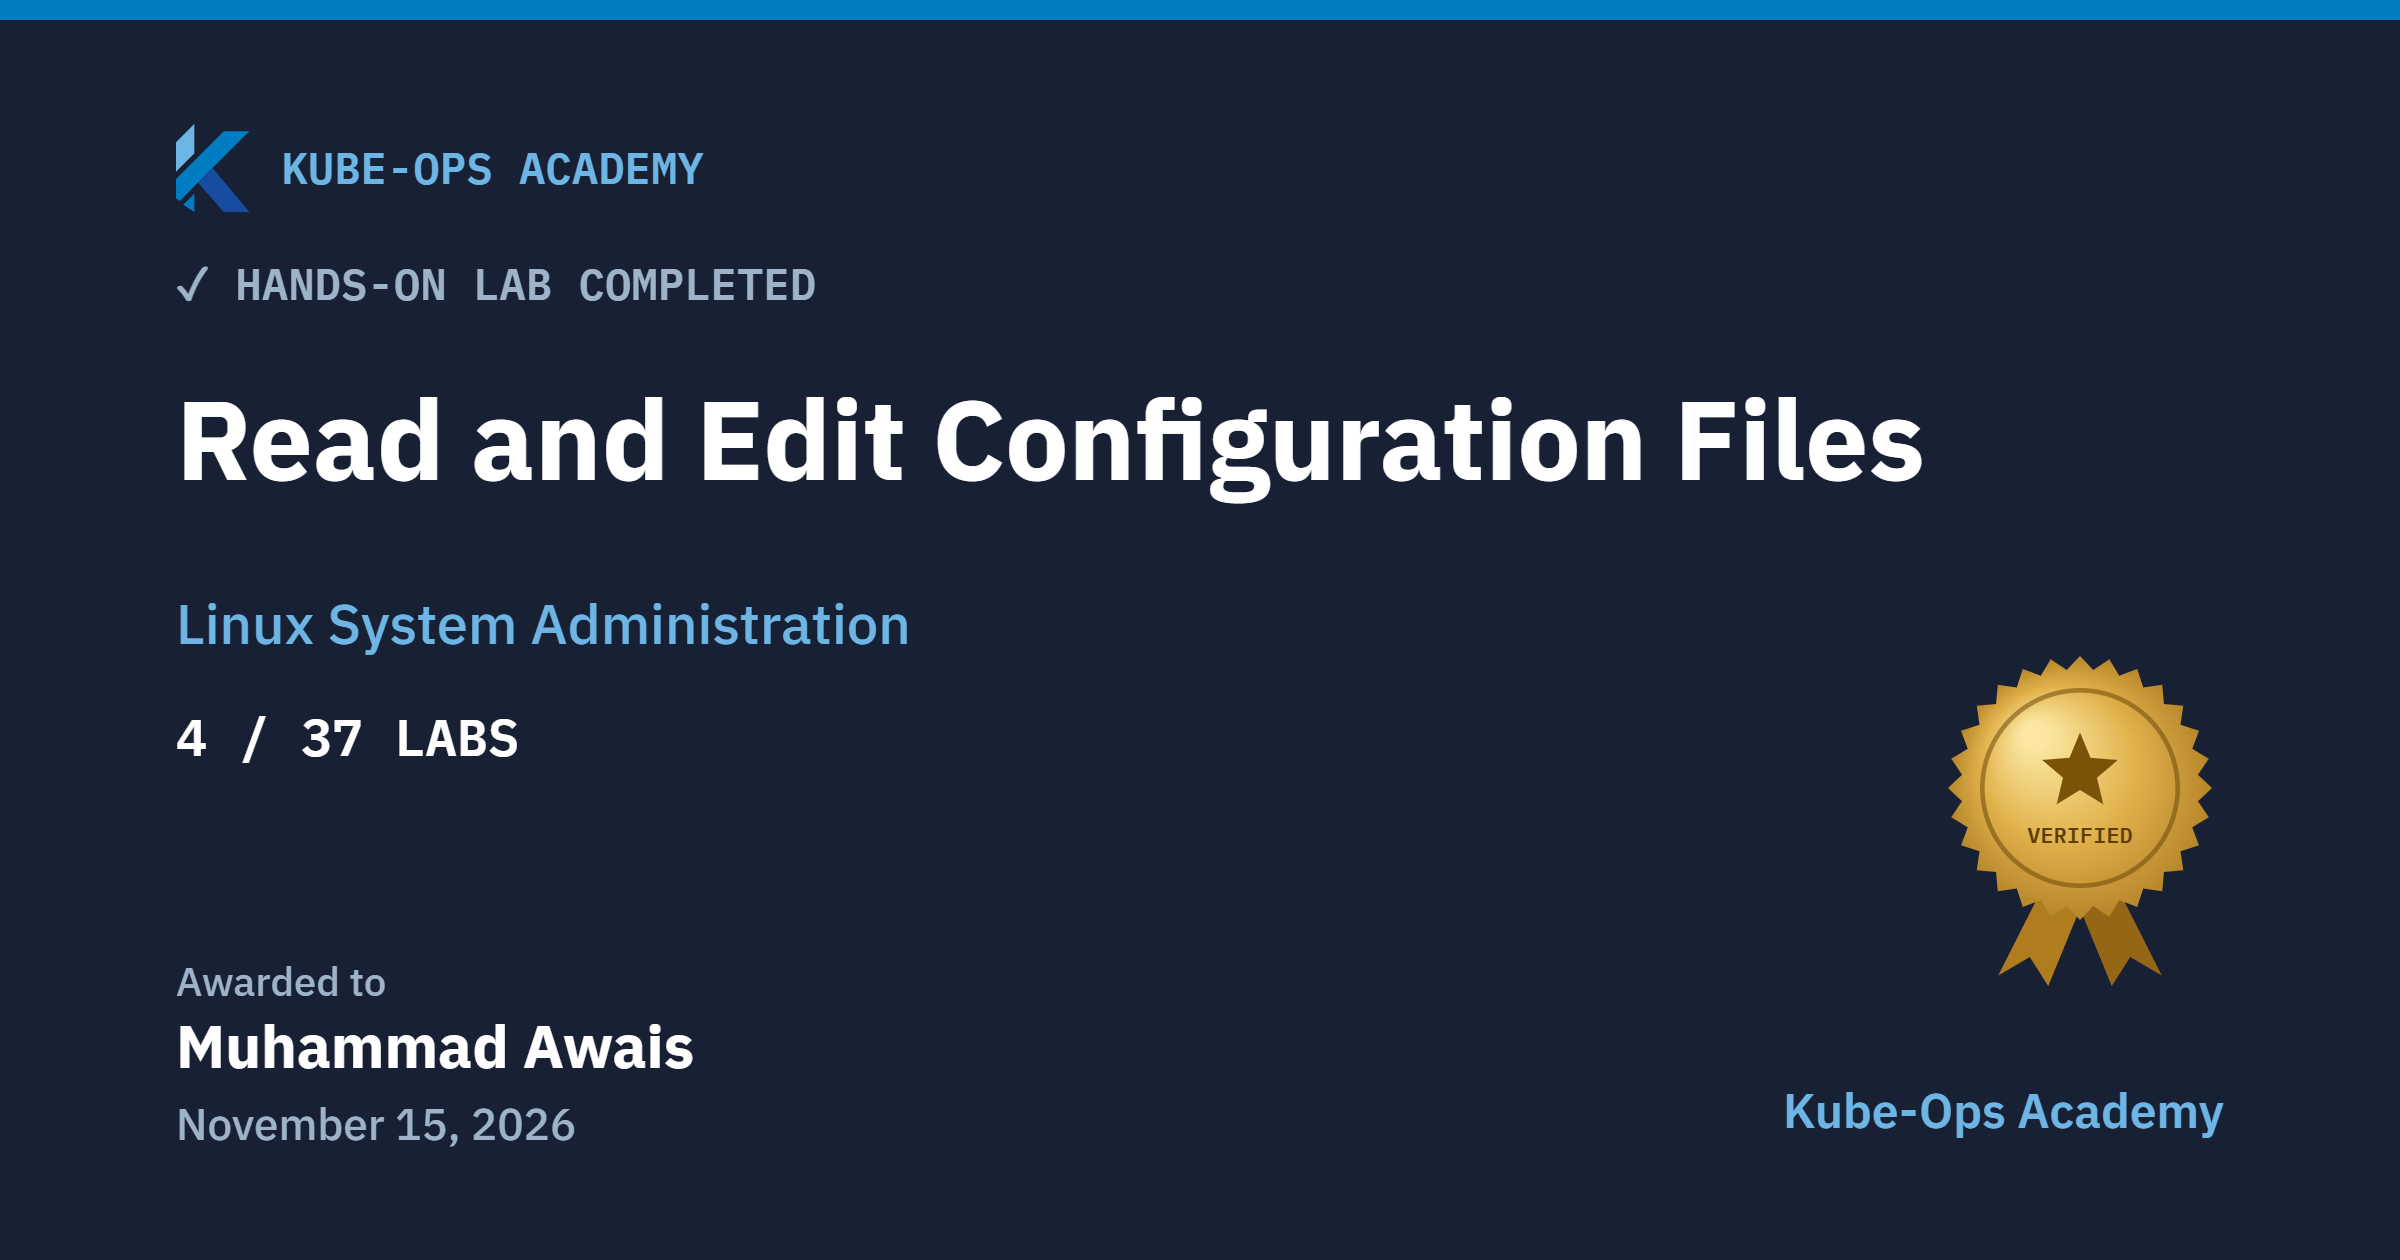 KUBE-OPS ACADEMY
✓ HANDS-ON LAB COMPLETED
Read and Edit Configuration Files
Linux System Administration
4 / 37 LABS
VERIFIED
Awarded to
Muhammad Awais
November 15, 2026
Kube-Ops Academy